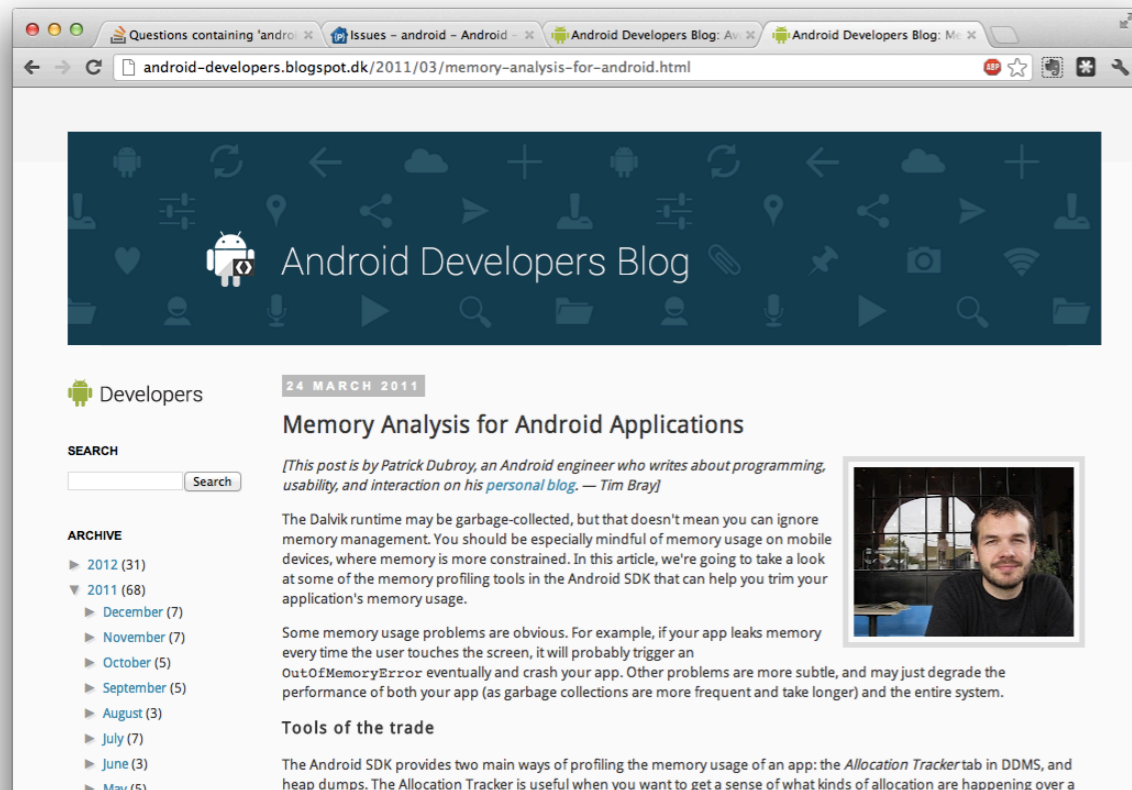 Questions containing 'androi
Issues – android – Android –
Android Developers Blog: Av
Android Developers Blog: Me
android-developers.blogspot.dk/2011/03/memory-analysis-for-android.html
ABP
Android Developers Blog
Developers
SEARCH
Search
ARCHIVE
► 2012 (31)
▼ 2011 (68)
► December (7)
► November (7)
► October (5)
► September (5)
► August (3)
► July (7)
► June (3)
► May (5)
24 MARCH 2011
Memory Analysis for Android Applications
[This post is by Patrick Dubroy, an Android engineer who writes about programming,
usability, and interaction on his personal blog. — Tim Bray]
The Dalvik runtime may be garbage-collected, but that doesn't mean you can ignore
memory management. You should be especially mindful of memory usage on mobile
devices, where memory is more constrained. In this article, we're going to take a look
at some of the memory profiling tools in the Android SDK that can help you trim your
application's memory usage.
Some memory usage problems are obvious. For example, if your app leaks memory
every time the user touches the screen, it will probably trigger an
OutOfMemoryError eventually and crash your app. Other problems are more subtle, and may just degrade the
performance of both your app (as garbage collections are more frequent and take longer) and the entire system.
Tools of the trade
The Android SDK provides two main ways of profiling the memory usage of an app: the Allocation Tracker tab in DDMS, and
heap dumps. The Allocation Tracker is useful when you want to get a sense of what kinds of allocation are happening over a